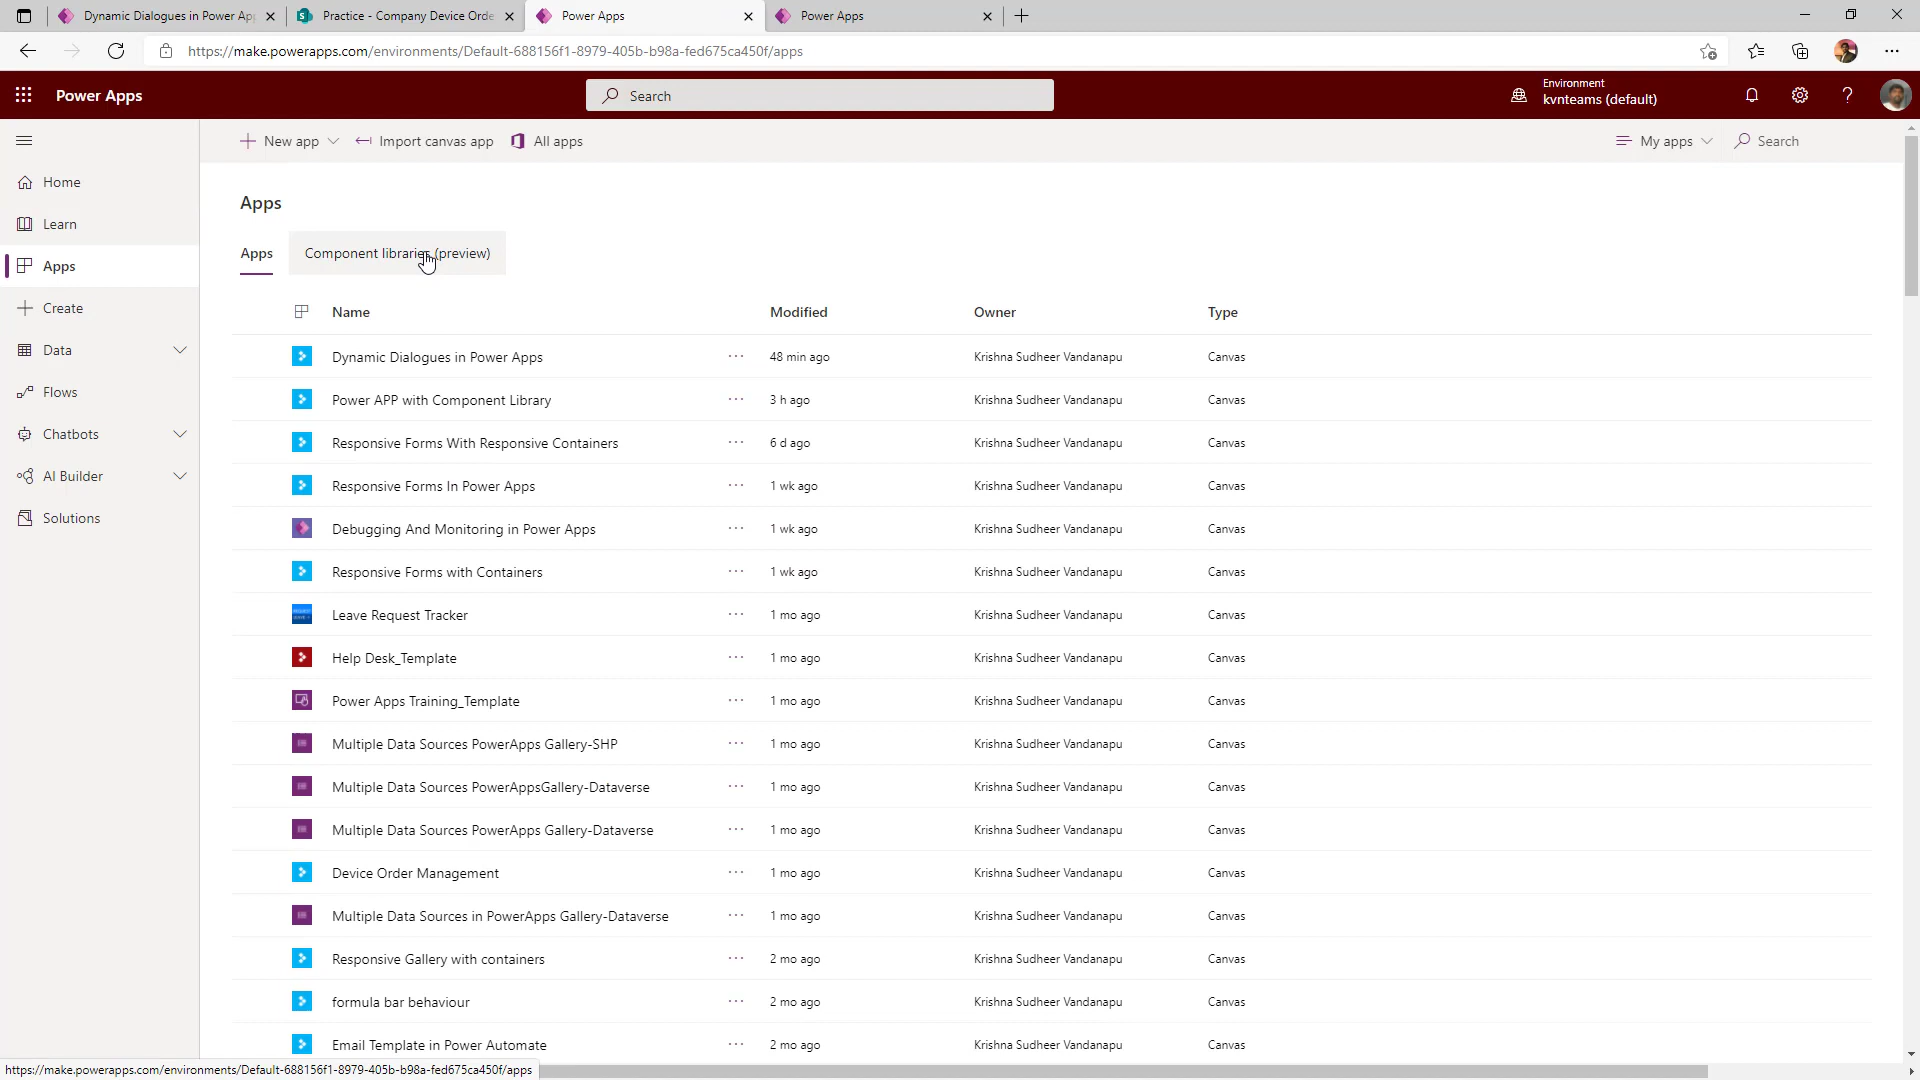 Dynamic Dialogues in Power App
Practice - Company Device Orde
Power Apps
Power Apps
https://make.powerapps.com/environments/Default-688156f1-8979-405b-b98a-fed675ca450f/apps
Power Apps
Search
Environment
kvnteams (default)
New app
Import canvas app
All apps
My apps
Search
Home
Learn
Apps
Create
Data
Flows
Chatbots
AI Builder
Solutions
Apps
Apps
Component libraries (preview)
Name Modified Owner Type
Dynamic Dialogues in Power Apps 48 min ago Krishna Sudheer Vandanapu Canvas
Power APP with Component Library 3 h ago Krishna Sudheer Vandanapu Canvas
Responsive Forms With Responsive Containers 6 d ago Krishna Sudheer Vandanapu Canvas
Responsive Forms In Power Apps 1 wk ago Krishna Sudheer Vandanapu Canvas
Debugging And Monitoring in Power Apps 1 wk ago Krishna Sudheer Vandanapu Canvas
Responsive Forms with Containers 1 wk ago Krishna Sudheer Vandanapu Canvas
Leave Request Tracker 1 mo ago Krishna Sudheer Vandanapu Canvas
Help Desk_Template 1 mo ago Krishna Sudheer Vandanapu Canvas
Power Apps Training_Template 1 mo ago Krishna Sudheer Vandanapu Canvas
Multiple Data Sources PowerApps Gallery-SHP 1 mo ago Krishna Sudheer Vandanapu Canvas
Multiple Data Sources PowerAppsGallery-Dataverse 1 mo ago Krishna Sudheer Vandanapu Canvas
Multiple Data Sources PowerApps Gallery-Dataverse 1 mo ago Krishna Sudheer Vandanapu Canvas
Device Order Management 1 mo ago Krishna Sudheer Vandanapu Canvas
Multiple Data Sources in PowerApps Gallery-Dataverse 1 mo ago Krishna Sudheer Vandanapu Canvas
Responsive Gallery with containers 2 mo ago Krishna Sudheer Vandanapu Canvas
formula bar behaviour 2 mo ago Krishna Sudheer Vandanapu Canvas
Email Template in Power Automate 2 mo ago Krishna Sudheer Vandanapu Canvas
https://make.powerapps.com/environments/Default-688156f1-8979-405b-b98a-fed675ca450f/apps